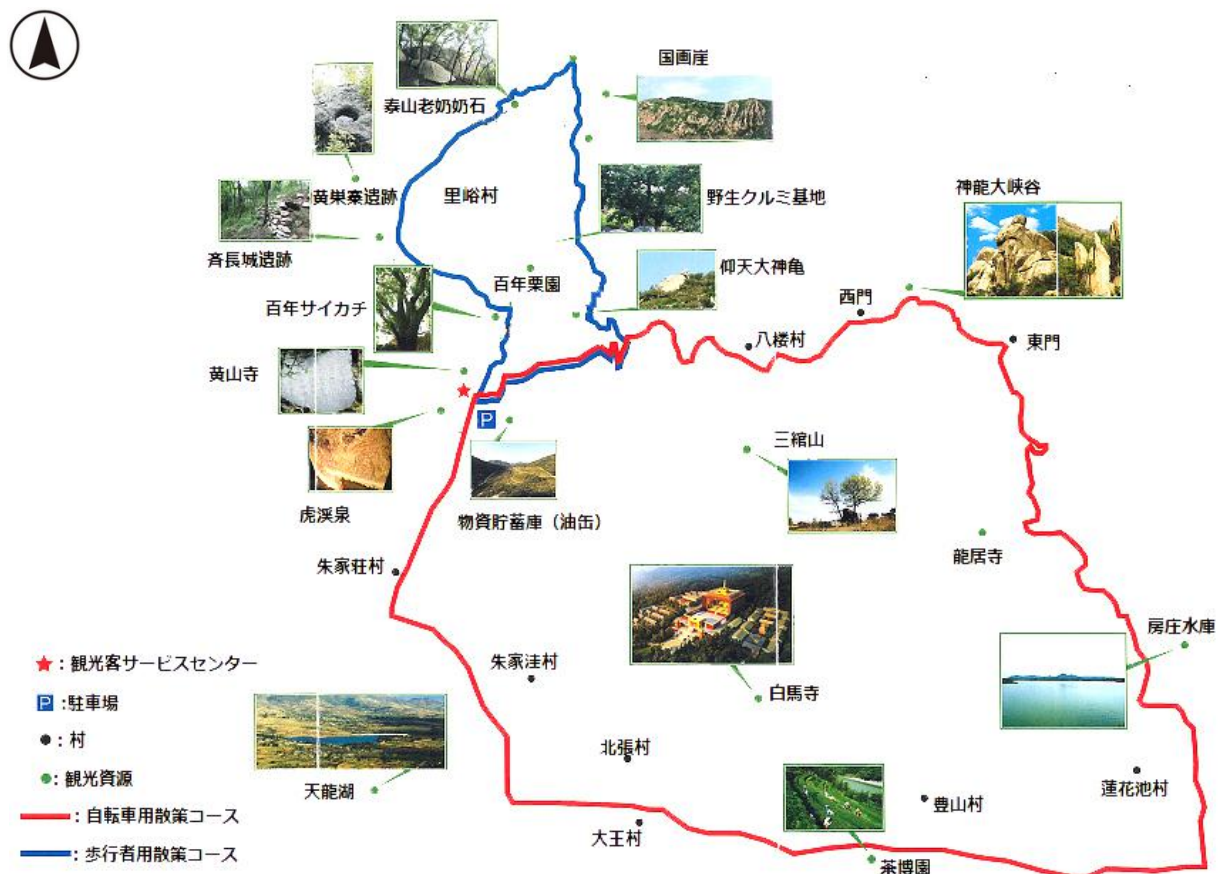 国画崖
泰山老奶奶石
黄巣寨遺跡
里峪村
野生クルミ基地
神龍大峡谷
斉長城遺跡
仰天大神亀
百年栗園
百年サイカチ
西門
八楼村
東門
黄山寺
P
三綰山
虎渓泉
物資貯蓄庫（油缶）
龍居寺
朱家荘村
房庄水庫
★：観光客サービスセンター
朱家洼村
P：駐車場
白馬寺
●：村
北張村
●：観光資源
天龍湖
蓮花池村
豊山村
：自転車用散策コース
大王村
：歩行者用散策コース
茶博園